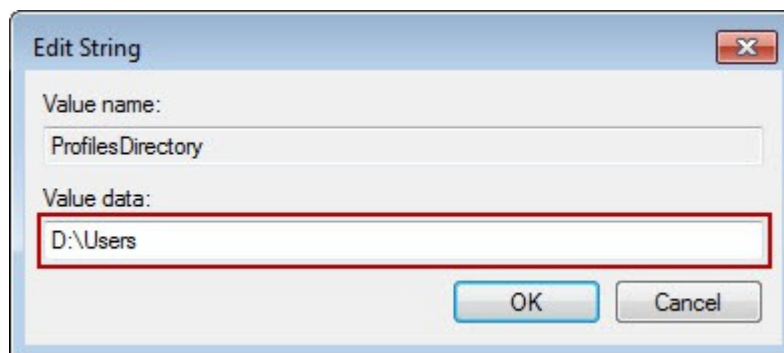 Edit String
Value name:
ProfilesDirectory
Value data:
D:\Users
OK Cancel